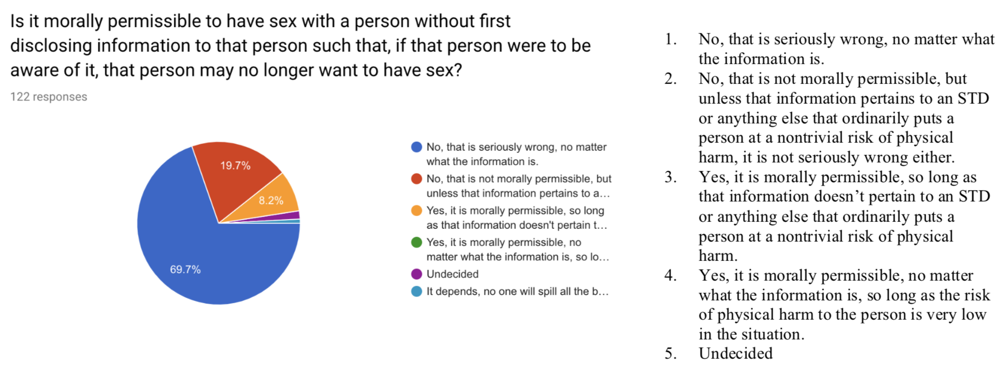 Is it morally permissible to have sex with a person without first
disclosing information to that person such that, if that person were to be
aware of it, that person may no longer want to have sex?
122 responses
19.7%
8.2%
69.7%
No, that is seriously wrong, no matter
what the information is.
No, that is not morally permissible, but
unless that information pertains to a...
Yes, it is morally permissible, so long
as that information doesn't pertain t...
Yes, it is morally permissible, no
matter what the information is, so lo...
Undecided
It depends, no one will spill all the b...
1. No, that is seriously wrong, no matter what
the information is.
2. No, that is not morally permissible, but
unless that information pertains to an STD
or anything else that ordinarily puts a
person at a nontrivial risk of physical
harm, it is not seriously wrong either.
3. Yes, it is morally permissible, so long as
that information doesn’t pertain to an STD
or anything else that ordinarily puts a
person at a nontrivial risk of physical
harm.
4. Yes, it is morally permissible, no matter
what the information is, so long as the risk
of physical harm to the person is very low
in the situation.
5. Undecided